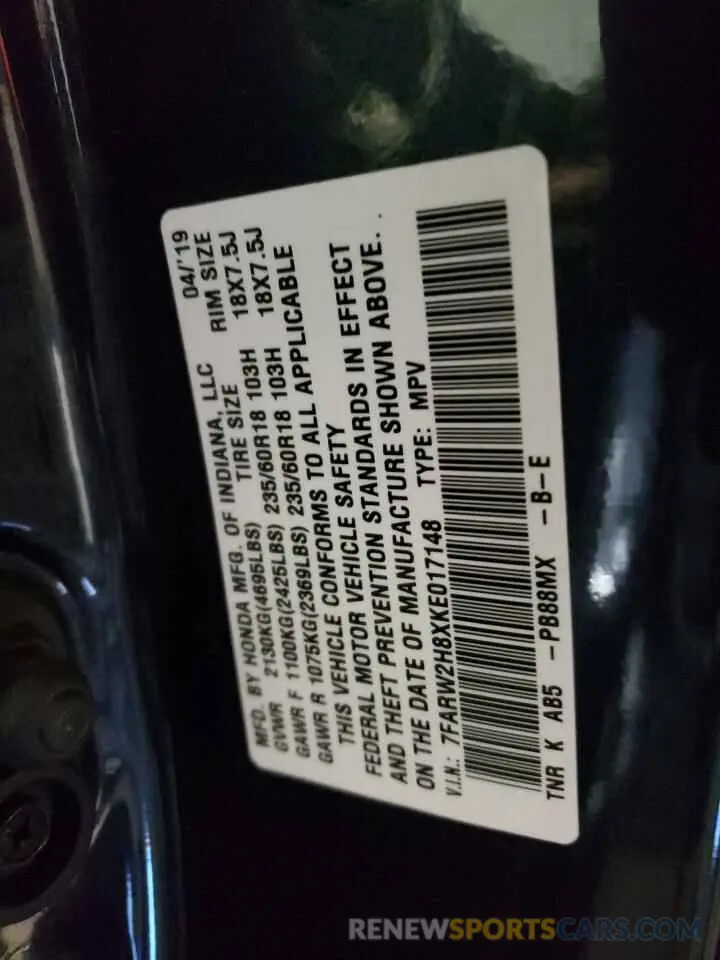 MFD. BY HONDA MFG. OF INDIANA, LLC 04/'19
GVWR 2130KG(4695LBS) TIRE SIZE RIM SIZE
GAWR F 1100KG(2425LBS) 235/60R18 103H 18X7.5J
GAWR R 1075KG(2369LBS) 235/60R18 103H 18X7.5J
THIS VEHICLE CONFORMS TO ALL APPLICABLE
FEDERAL MOTOR VEHICLE SAFETY
AND THEFT PREVENTION STANDARDS IN EFFECT
ON THE DATE OF MANUFACTURE SHOWN ABOVE. .
V.I.N.: 7FARW2H8XKE017148 TYPE: MPV
TNR K AB5 -PB88MX -B-E
RENEWSPORTSCARS.COM